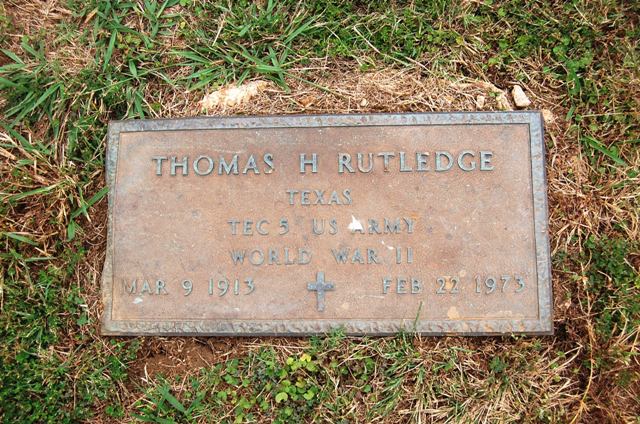 THOMAS H RUTLEDGE
TEXAS
TEC 5 US ARMY
WORLD WAR II
MAR 9 1913 FEB 22 1973